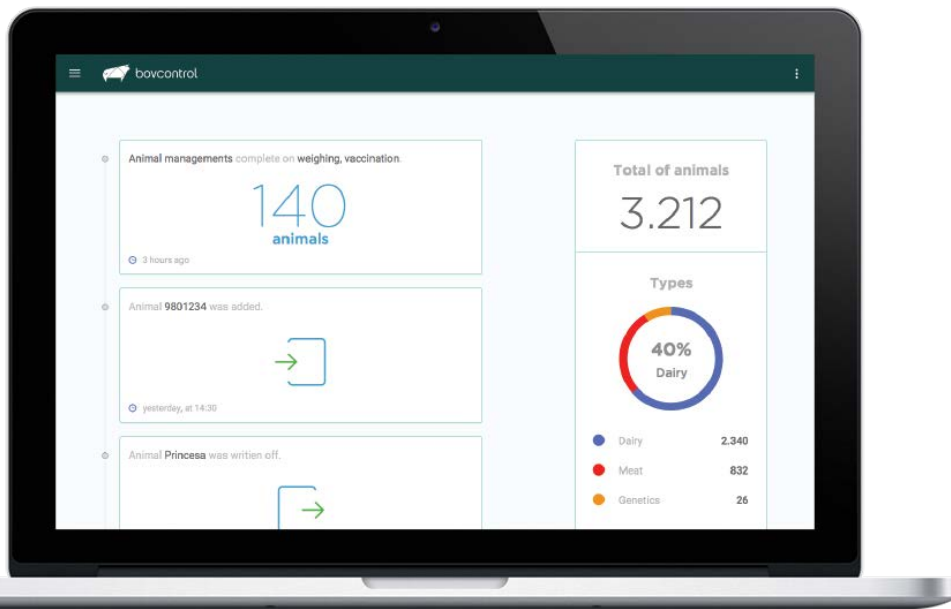 bovcontrol
Animal managements complete on weighing, vaccination.
140
animals
3 hours ago
Animal 9801234 was added.
yesterday, at 14:30
Animal Princesa was writien off.
Total of animals
3.212
Types
40%
Dairy
Dairy 2.340
Meat 832
Genetics 26